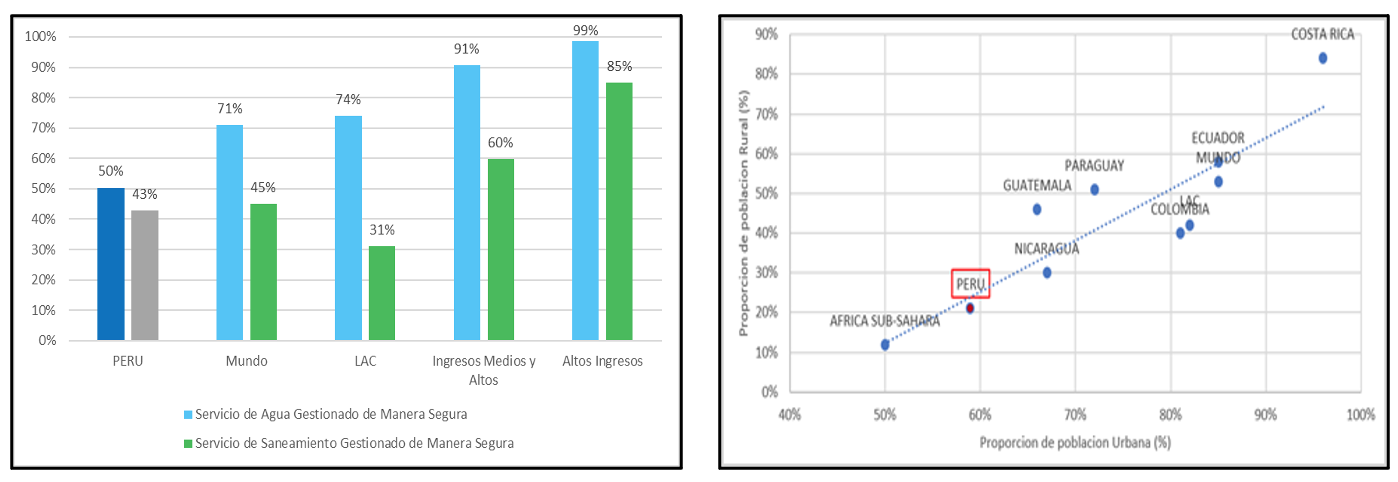 100%
90%
80%
70%
60%
50%
40%
30%
20%
10%
0%
50%
43%
71%
45%
74%
31%
91%
60%
99%
85%
PERU
Mundo
LAC
Ingresos Medios y
Altos
Altos Ingresos
Servicio de Agua Gestionado de Manera Segura
Servicio de Saneamiento Gestionado de Manera Segura
Proporcion de poblacion Rural (%)
90%
80%
70%
60%
50%
40%
30%
20%
10%
0%
COSTA RICA
ECUADOR
MUNDO
PARAGUAY
GUATEMALA
LAC
COLOMBIA
NICARAGUA
PERÚ
AFRICA SUB-SAHARA
40%
50%
60%
70%
80%
90%
100%
Proporcion de poblacion Urbana (%)